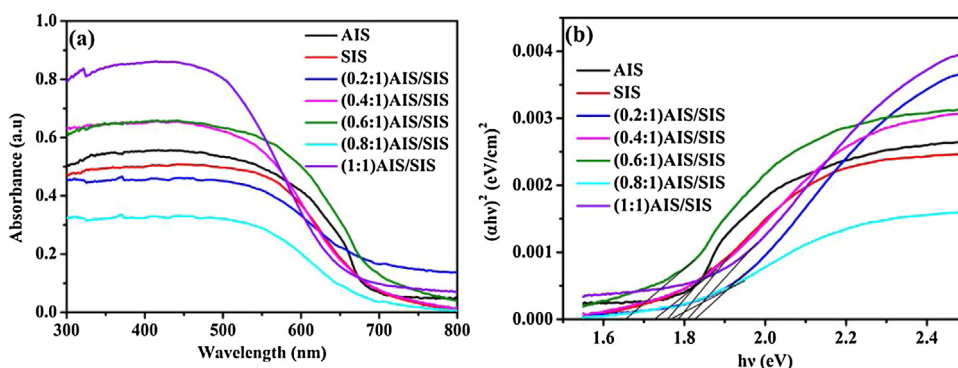 (a)
AIS
SIS
(0.2:1)AIS/SIS
(0.4:1)AIS/SIS
(0.6:1)AIS/SIS
(0.8:1)AIS/SIS
(1:1)AIS/SIS
Absorbance (a.u)
1.0
0.8
0.6
0.4
0.2
0.0
300 400 500 600 700 800
Wavelength (nm)
(b)
AIS
SIS
(0.2:1)AIS/SIS
(0.4:1)AIS/SIS
(0.6:1)AIS/SIS
(0.8:1)AIS/SIS
(1:1)AIS/SIS
(αhν)² (eV/cm)²
0.004
0.003
0.002
0.001
0.000
1.6 1.8 2.0 2.2 2.4
hν (eV)